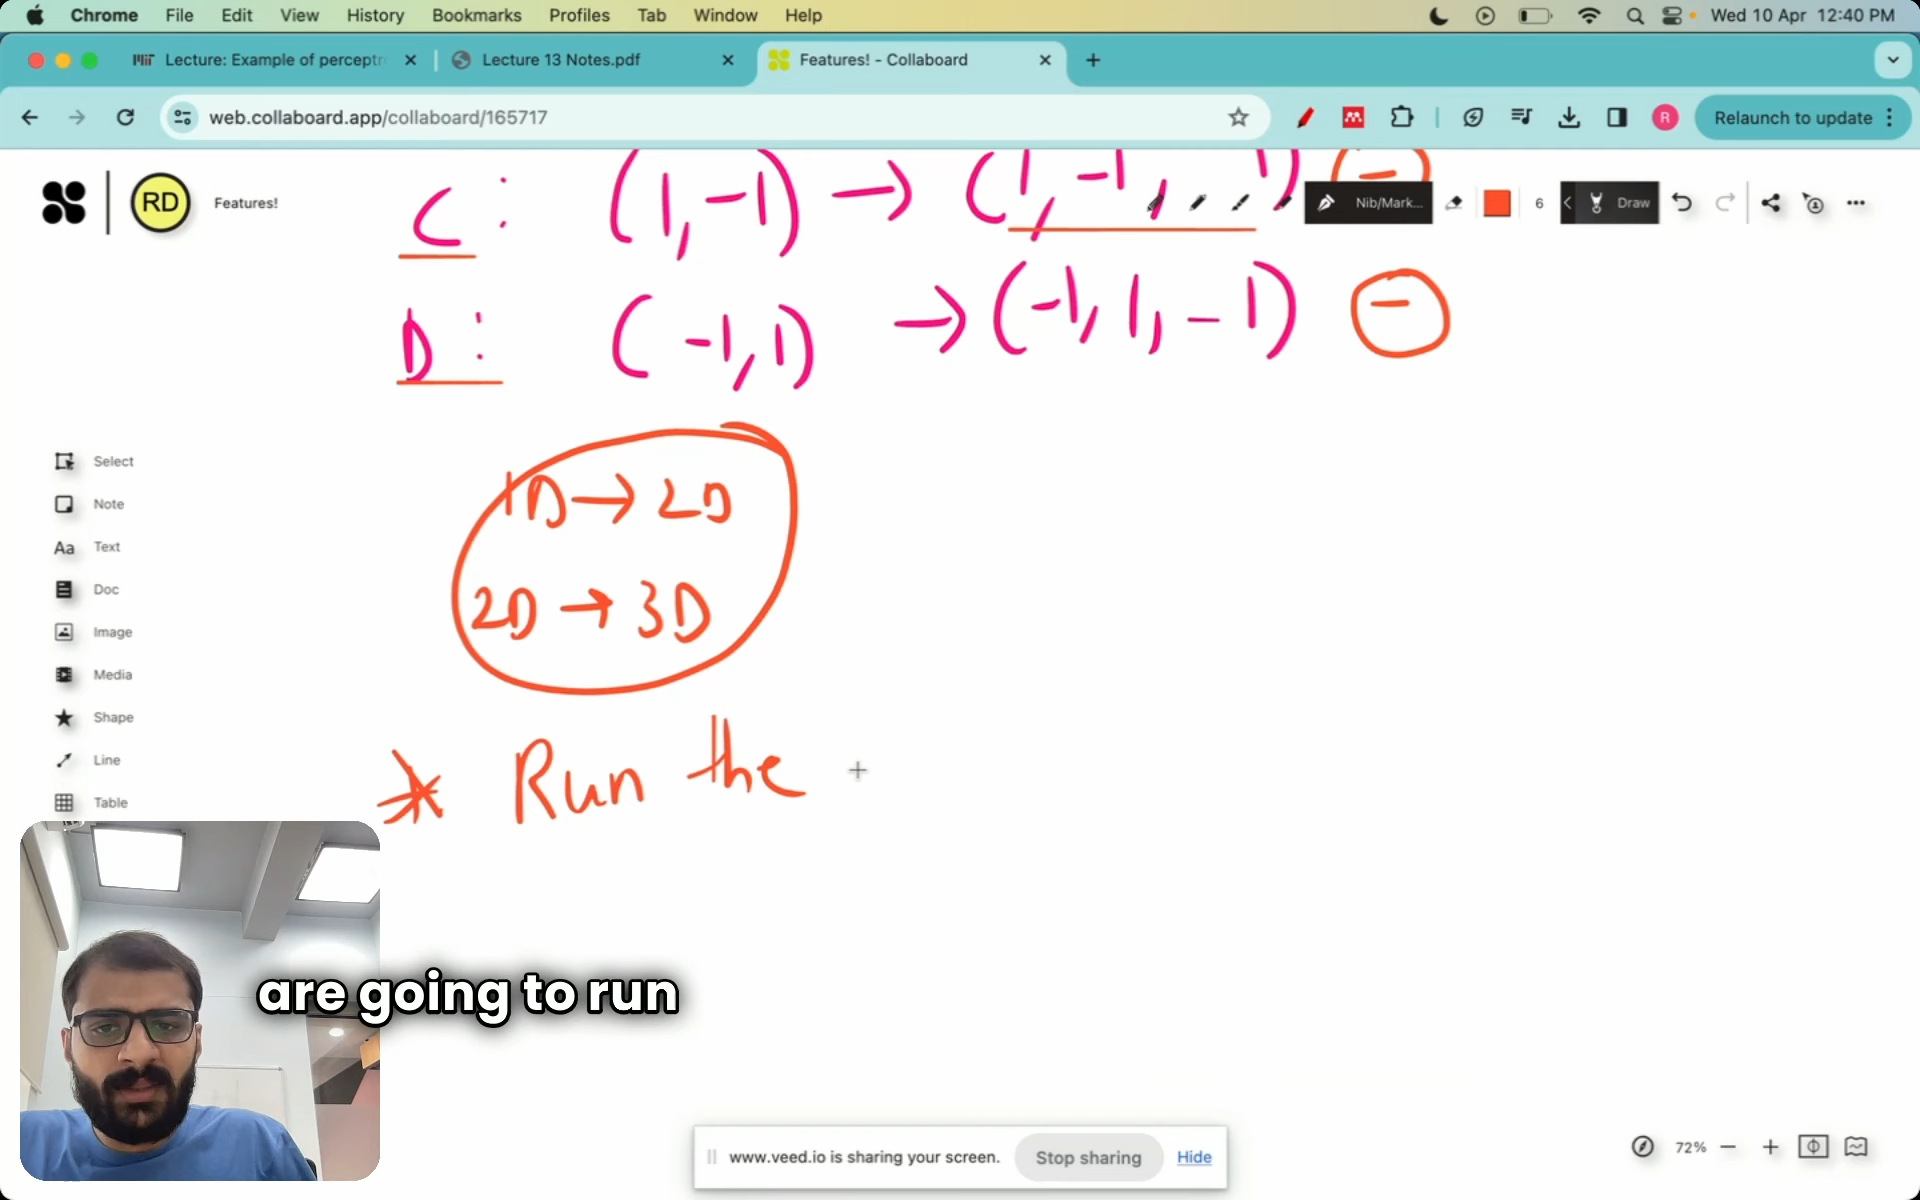 Chrome File Edit View History Bookmarks Profiles Tab Window Help Wed 10 Apr 12:40 PM
MIT Lecture: Example of perceptr Lecture 13 Notes.pdf Features! - Collaboard
web.collaboard.app/collaboard/165717 R Relaunch to update
RD Features! Nib/Mark... 6 Draw
C : (1, -1) → (1, -1, -
D : (-1, 1) → (-1, 1, -1) -
1D → 2D
2D → 3D
* Run the
Select
Note
Aa Text
Doc
Image
Media
Shape
Line
Table
are going to run
www.veed.io is sharing your screen. Stop sharing Hide
72%